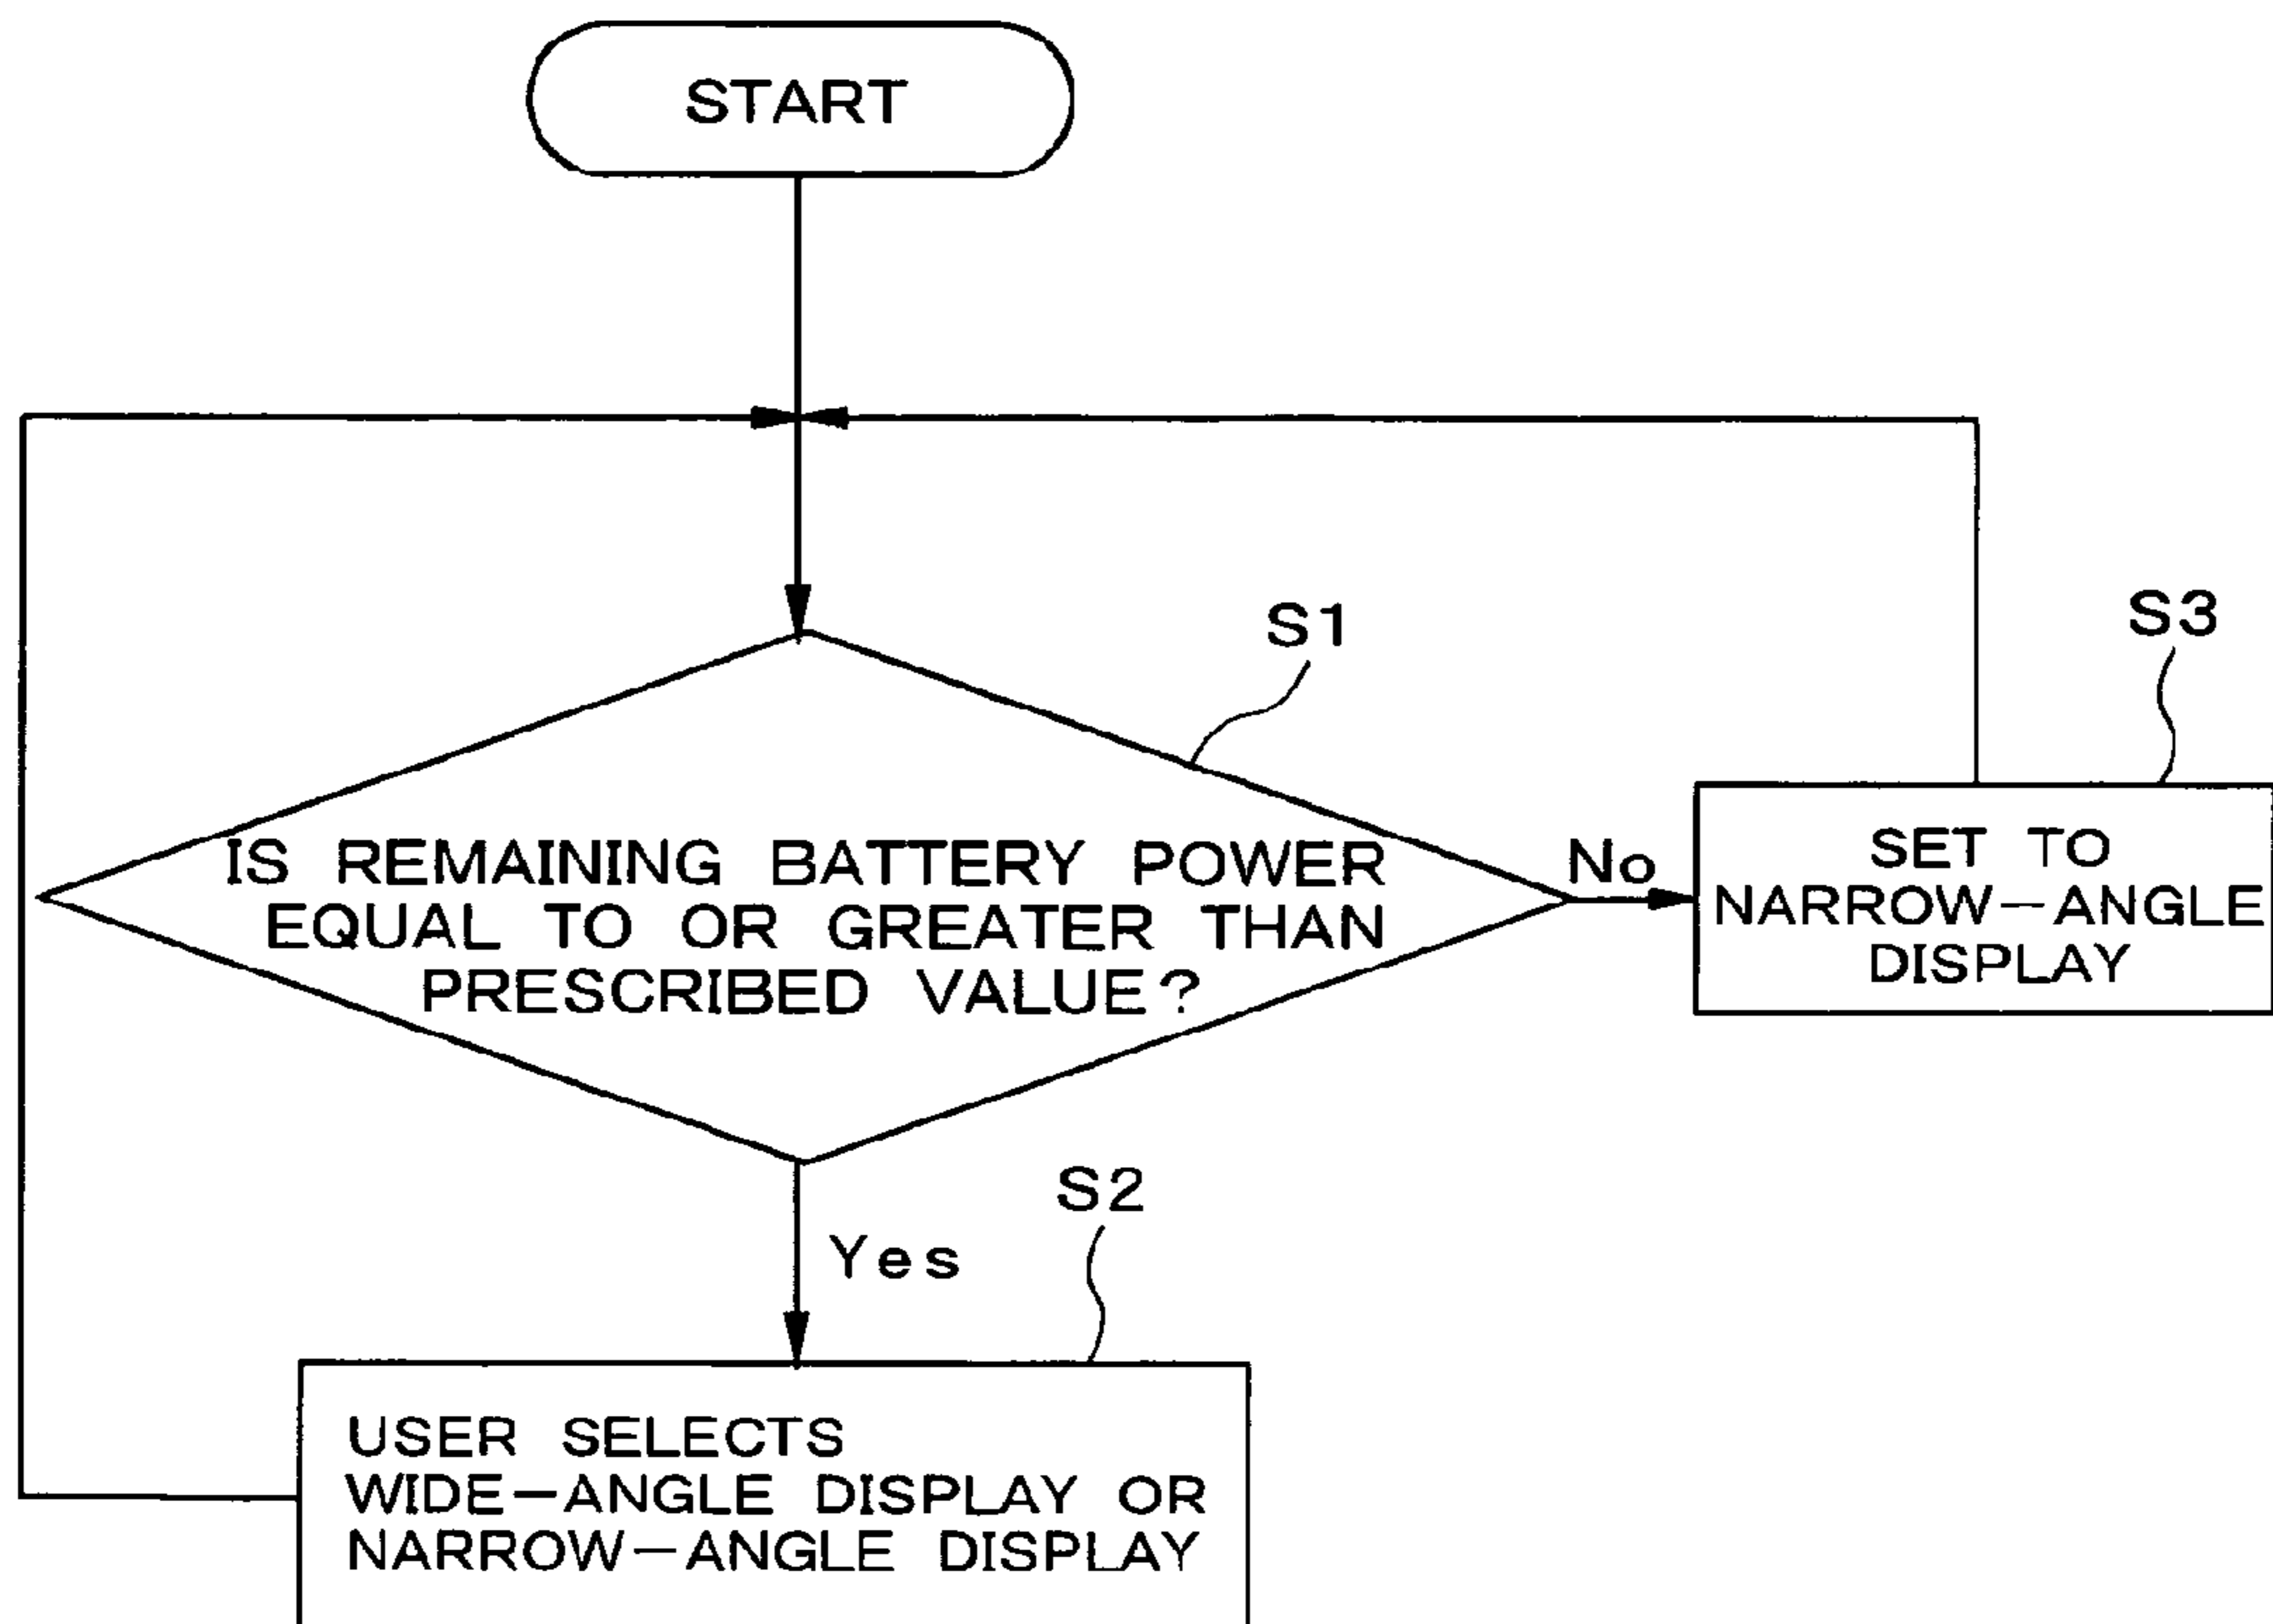 START
S1
S3
IS REMAINING BATTERY POWER
EQUAL TO OR GREATER THAN
PRESCRIBED VALUE?
No
SET TO
NARROW-ANGLE
DISPLAY
Yes
S2
USER SELECTS
WIDE-ANGLE DISPLAY OR
NARROW-ANGLE DISPLAY